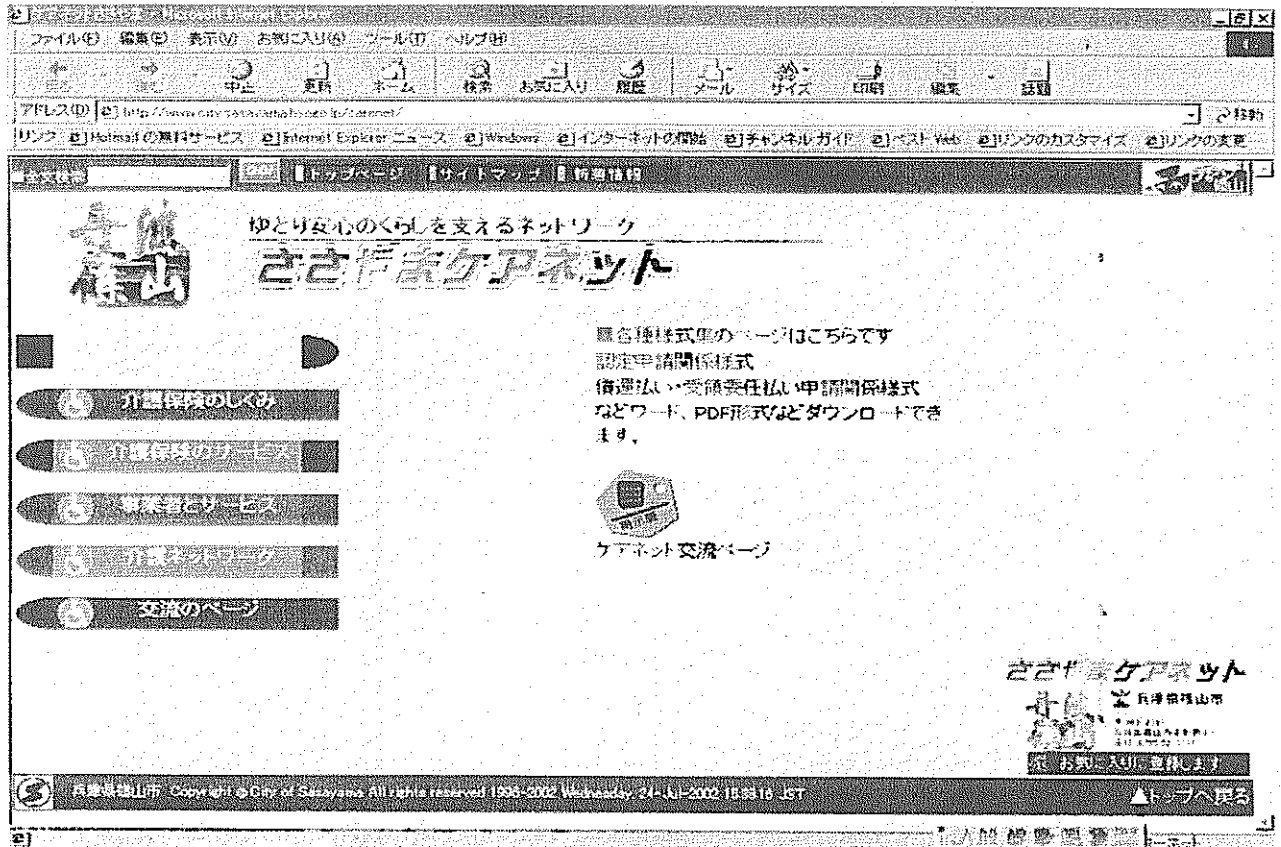 ファイル(F) 編集(E) 表示(V) お気に入り(A) ツール(T) ヘルプ(H)
中止 更新 ホーム 検索 お気に入り 履歴 メール サイズ 印刷 編集 話題
アドレス(D) 移動
リンク Hotmail の無料サービス Internet Explorer ニュース Windows インターネットの開始 チャンネル ガイド ベスト Web リンクのカスタマイズ リンクの変更
全文検索 トップページ サイトマップ 新着情報
ゆとり安心のくらしを支えるネットワーク
ささやまケアネット
■各種様式集のページはこちらです
認定申請関係様式
償還払い・受領委任払い申請関係様式
などワード、PDF形式などダウンロードでき
ます。
介護保険のしくみ
介護保険のサービス
事業者とサービス
介護ネットワーク
交流のページ
ケアネット交流ページ
ささやまケアネット
兵庫県篠山市
お気に入りに登録します
兵庫県篠山市 Copyright @ City of Sasayama All rights reserved 1998-2002 Wednesday, 24-Jul-2002 JST
▲トップへ戻る